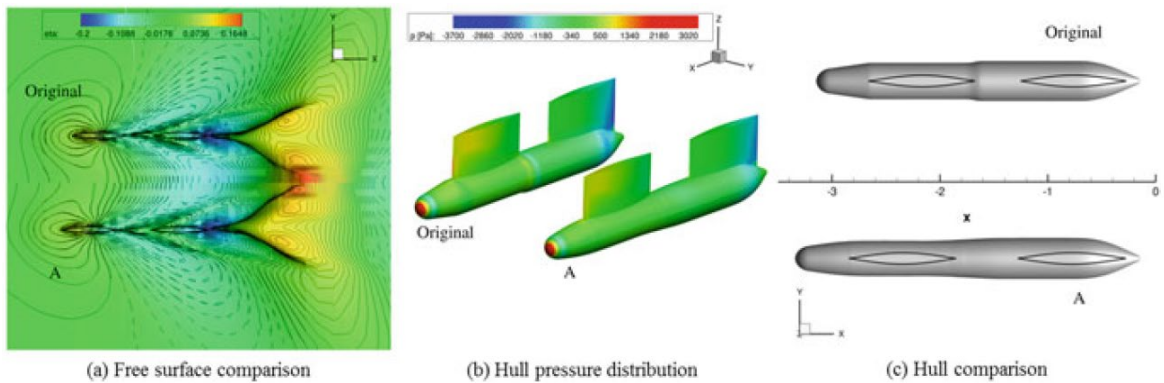 eta: -0.2 -0.1088 -0.0178 0.0736 0.1648
Y
X
Original
A
(a) Free surface comparison
p [Pa]: -3700 -2860 -2020 -1180 -340 500 1340 2180 3020
Z
X
Y
Original
A
(b) Hull pressure distribution
Original
-3 -2 -1 0
x
A
Y
Z X
(c) Hull comparison